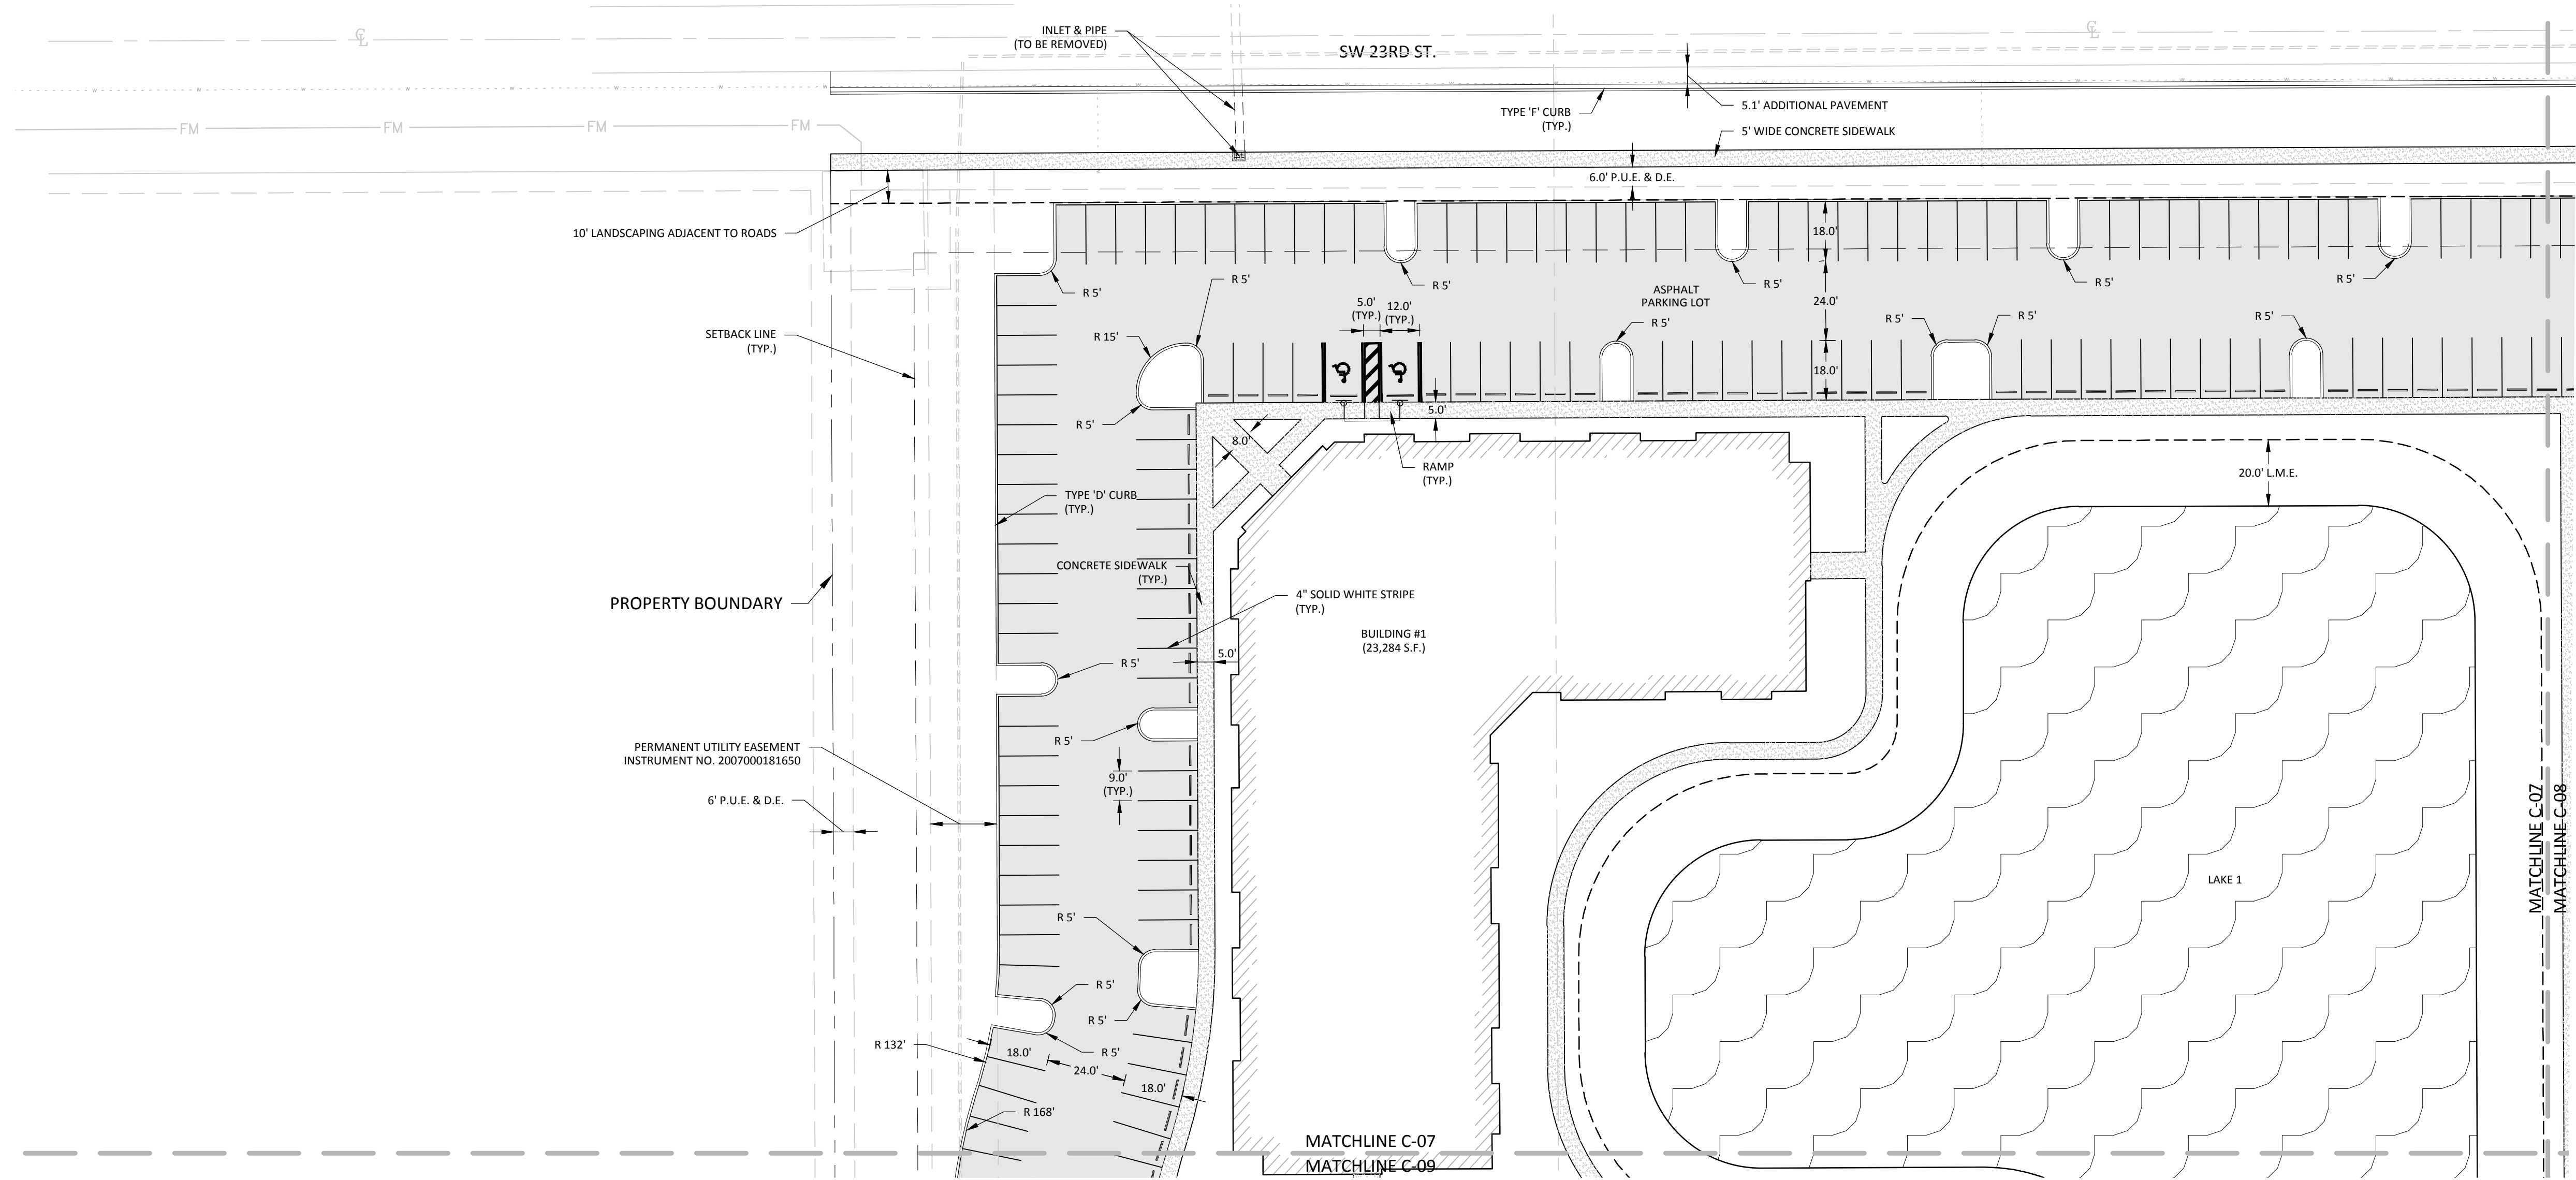 INLET & PIPE
(TO BE REMOVED)
SW 23RD ST.
CL
CL
W W W W W W W W
W W W W W W W W W W W W W W W
FM FM FM FM
TYPE 'F' CURB
(TYP.)
5.1' ADDITIONAL PAVEMENT
5' WIDE CONCRETE SIDEWALK
6.0' P.U.E. & D.E.
10' LANDSCAPING ADJACENT TO ROADS
18.0'
R 5'
R 5'
R 5'
R 5'
R 5'
R 5'
ASPHALT
PARKING LOT
24.0'
5.0'
(TYP.)
12.0'
(TYP.)
SETBACK LINE
(TYP.)
R 15'
R 5'
R 5'
R 5'
R 5'
18.0'
R 5'
5.0'
8.0'
RAMP
(TYP.)
20.0' L.M.E.
TYPE 'D' CURB
(TYP.)
CONCRETE SIDEWALK
(TYP.)
PROPERTY BOUNDARY
4" SOLID WHITE STRIPE
(TYP.)
BUILDING #1
(23,284 S.F.)
5.0'
R 5'
R 5'
PERMANENT UTILITY EASEMENT
INSTRUMENT NO. 2007000181650
9.0'
(TYP.)
6' P.U.E. & D.E.
MATCHLINE C-07
MATCHLINE C-08
LAKE 1
R 5'
R 5'
R 5'
R 132'
18.0'
R 5'
24.0'
18.0'
R 168'
MATCHLINE C-07
MATCHLINE C-09